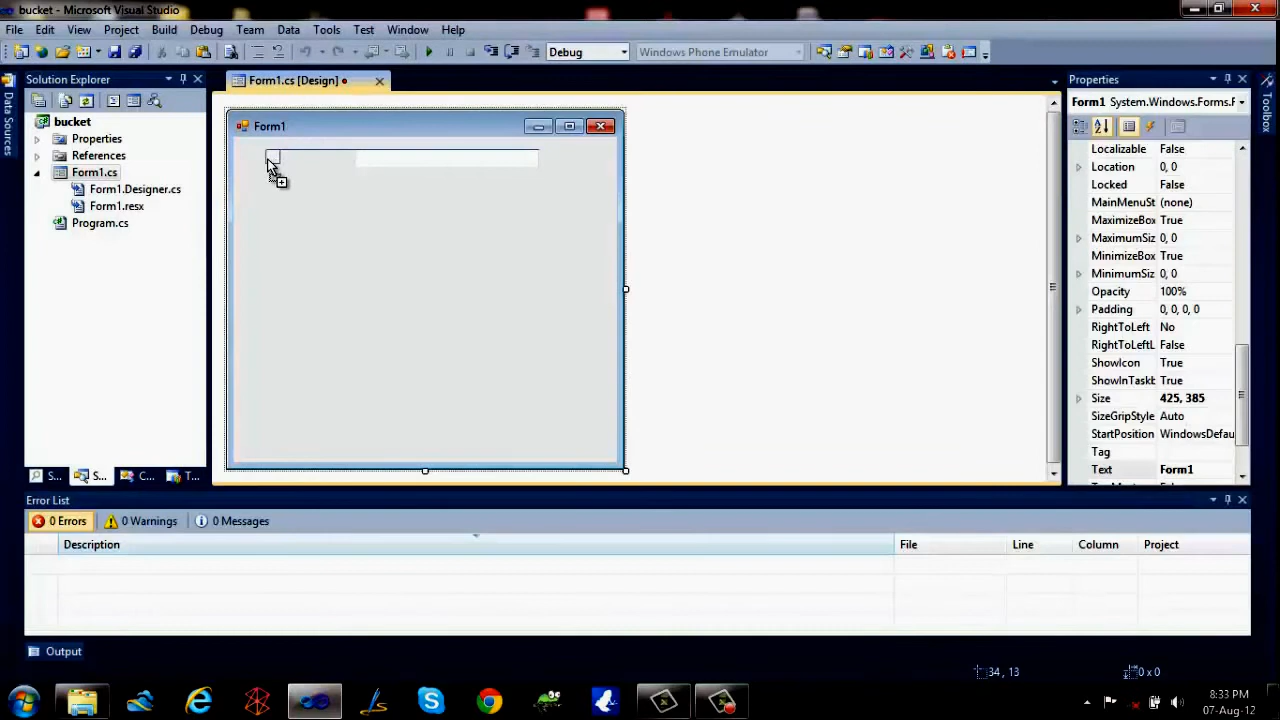 bucket - Microsoft Visual Studio
File Edit View Project Build Debug Team Data Tools Test Window Help
Debug Windows Phone Emulator
Solution Explorer
Form1.cs [Design]
Properties
Data Sources
Toolbox
bucket
Properties
References
Form1.cs
Form1.Designer.cs
Form1.resx
Program.cs
S... S... C... T...
Form1
Form1 System.Windows.Forms.F
Localizable False
Location 0, 0
Locked False
MainMenuSt (none)
MaximizeBox True
MaximumSiz 0, 0
MinimizeBox True
MinimumSiz 0, 0
Opacity 100%
Padding 0, 0, 0, 0
RightToLeft No
RightToLeftL False
ShowIcon True
ShowInTaskb True
Size 425, 385
SizeGripStyle Auto
StartPosition WindowsDefau
Tag
Text Form1
Error List
0 Errors 0 Warnings 0 Messages
Description File Line Column Project
Output
34 , 13 0 x 0
8:33 PM
07-Aug-12